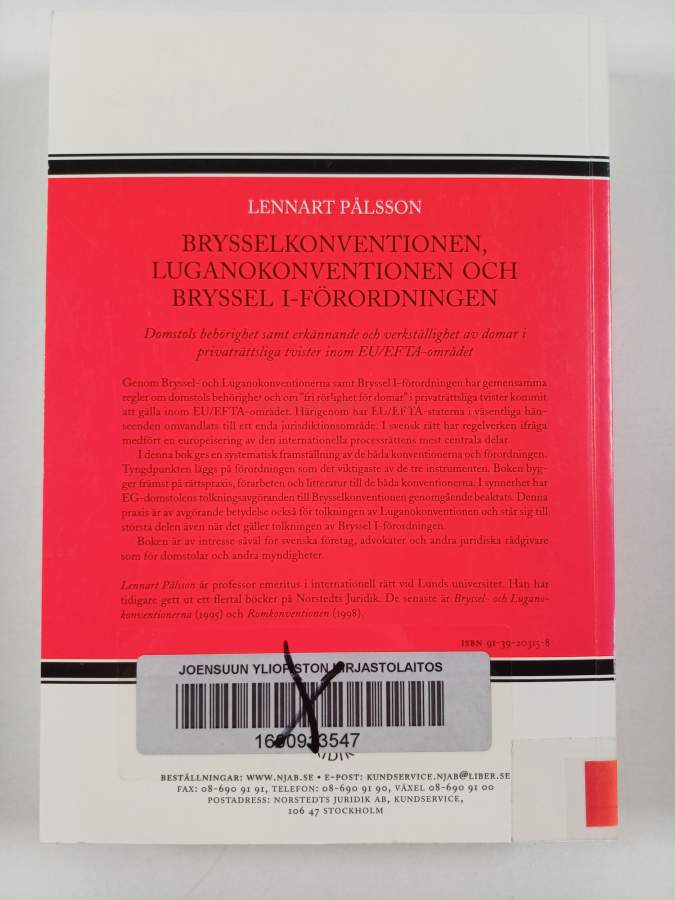 LENNART PÅLSSON
BRYSSELKONVENTIONEN,
LUGANOKONVENTIONEN OCH
BRYSSEL I-FÖRORDNINGEN
Domstols behörighet samt erkännande och verkställighet av domar i
privaträttsliga tvister inom EU/EFTA-området
Genom Bryssel- och Luganokonventionerna samt Bryssel I-förordningen har gemensamma
regler om domstols behörighet och om "fri rörlighet för domar" i privaträttsliga tvister kommit
att gälla inom EU/EFTA-området. Härigenom har EU/EFTA-staterna i väsentliga hän-
seenden omvandlats till ett enda jurisdiktionsområde. I svensk rätt har regelverken ifråga
medfört en europeisering av den internationella processrättens mest centrala delar.
I denna bok ges en systematisk framställning av de båda konventionerna och förordningen.
Tyngdpunkten läggs på förordningen som det viktigaste av de tre instrumenten. Boken byg-
ger främst på rättspraxis, förarbeten och litteratur till de båda konventionerna. I synnerhet har
EG-domstolens tolkningsavgöranden till Brysselkonventionen genomgående beaktats. Denna
praxis är av avgörande betydelse också för tolkningen av Luganokonventionen och står sig till
största delen även när det gäller tolkningen av Bryssel I-förordningen.
Boken är av intresse såväl för svenska företag, advokater och andra juridiska rådgivare
som för domstolar och andra myndigheter.
Lennart Pålsson är professor emeritus i internationell rätt vid Lunds universitet. Han har
tidigare gett ut ett flertal böcker på Norstedts Juridik. De senaste är Bryssel- och Lugano-
konventionerna (1995) och Romkonventionen (1998).
ISBN 91-39-20315-8
JOENSUUN YLIOPISTON KIRJASTOLAITOS
BESTÄLLNINGAR: WWW.NJAB.SE • E-POST: KUNDSERVICE.NJAB@LIBER.SE
FAX: 08-690 91 91, TELEFON: 08-690 91 90, VÄXEL 08-690 91 00
POSTADRESS: NORSTEDTS JURIDIK AB, KUNDSERVICE,
106 47 STOCKHOLM